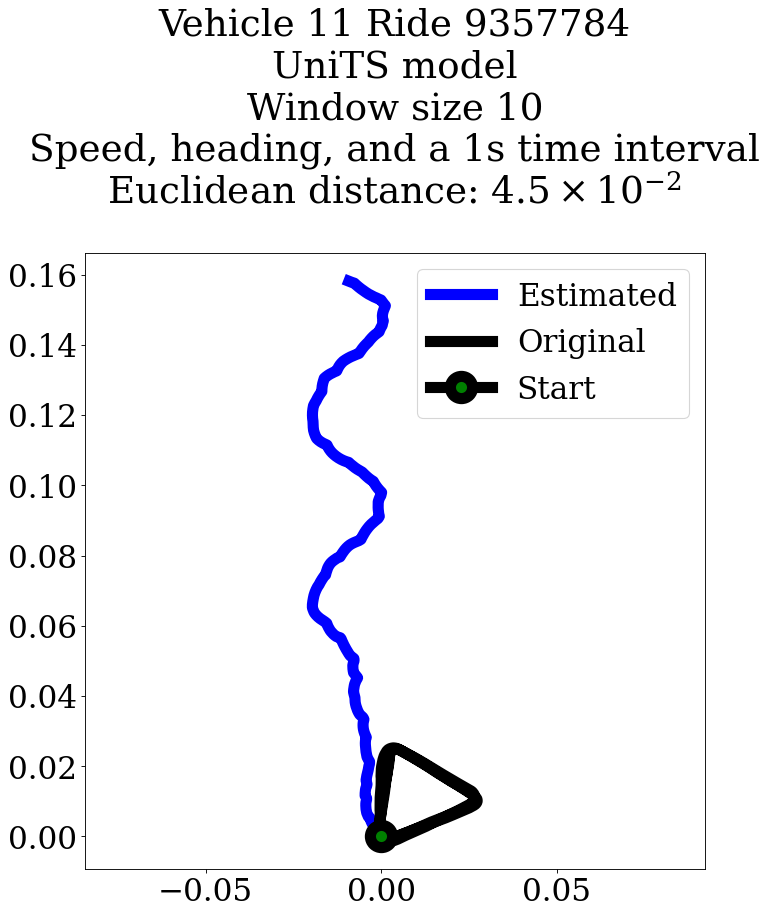 Vehicle 11 Ride 9357784
UniTS model
Window size 10
Speed, heading, and a 1s time interval
Euclidean distance: 4.5 × 10⁻²
0.16
0.14
0.12
0.10
0.08
0.06
0.04
0.02
0.00
Estimated
Original
Start
−0.05 0.00 0.05